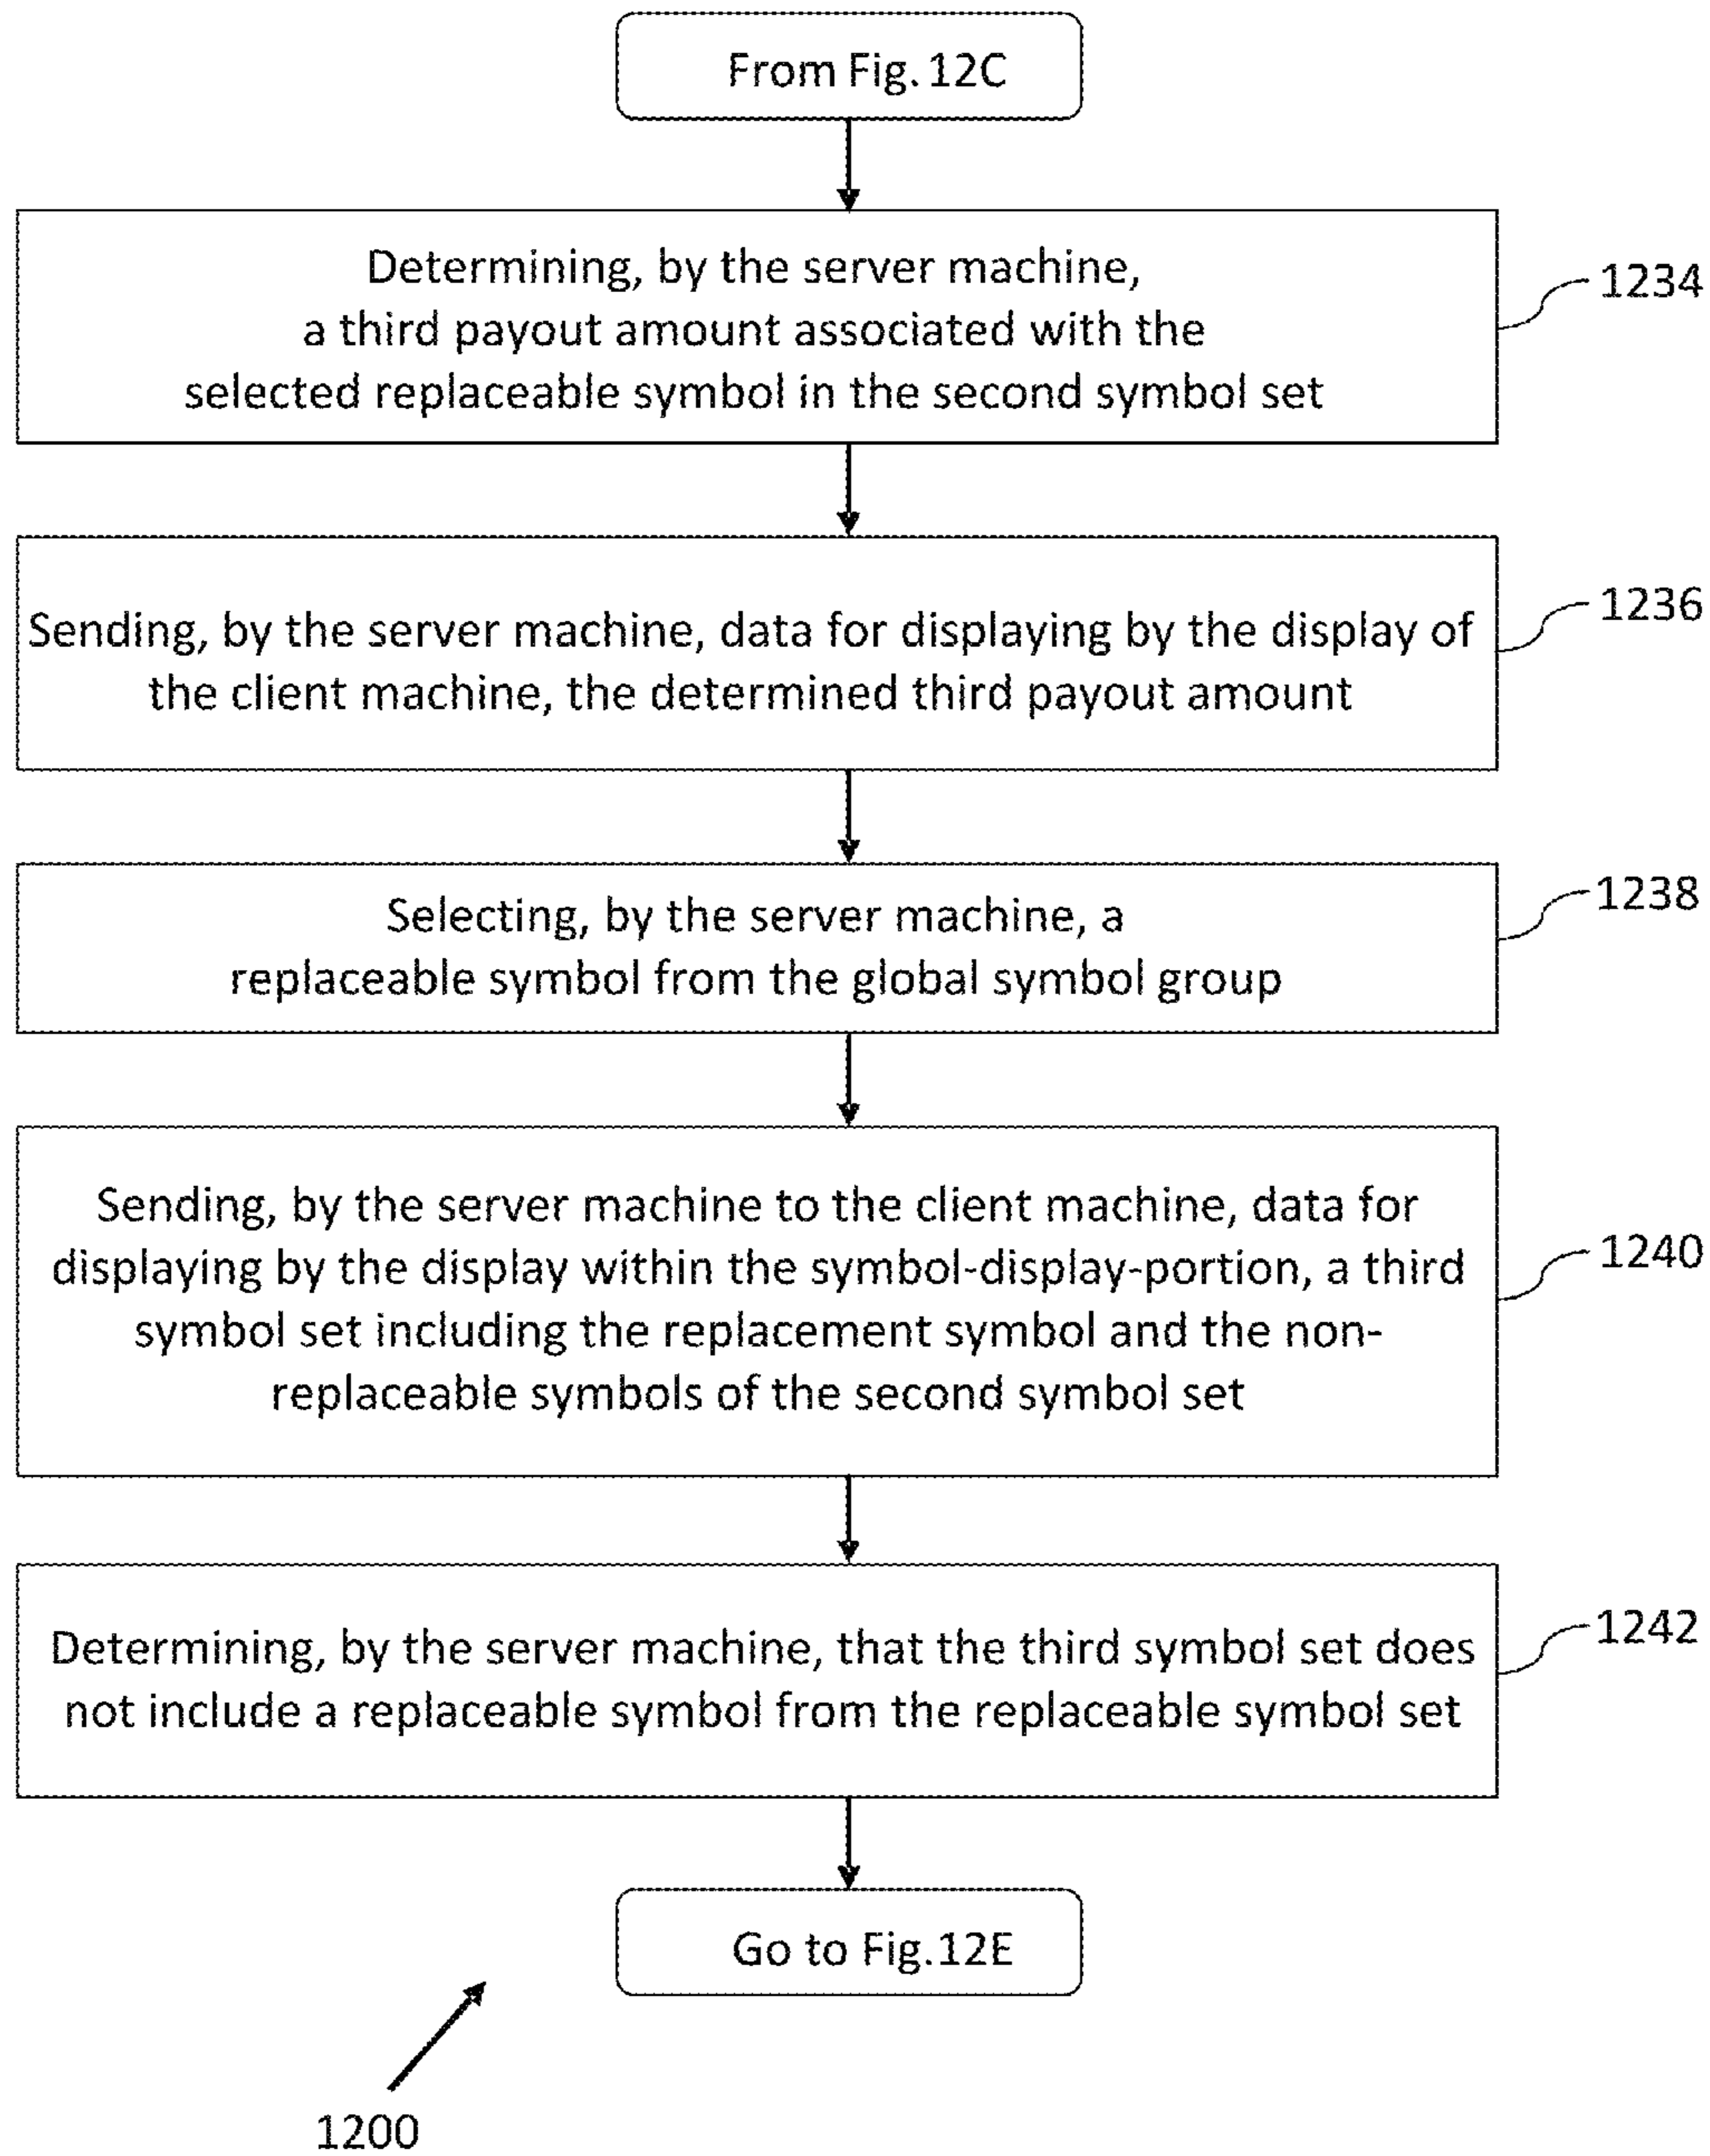 From Fig. 12C
Determining, by the server machine,
a third payout amount associated with the
selected replaceable symbol in the second symbol set
1234
Sending, by the server machine, data for displaying by the display of
the client machine, the determined third payout amount
1236
Selecting, by the server machine, a
replaceable symbol from the global symbol group
1238
Sending, by the server machine to the client machine, data for
displaying by the display within the symbol-display-portion, a third
symbol set including the replacement symbol and the non-
replaceable symbols of the second symbol set
1240
Determining, by the server machine, that the third symbol set does
not include a replaceable symbol from the replaceable symbol set
1242
Go to Fig.12E
1200